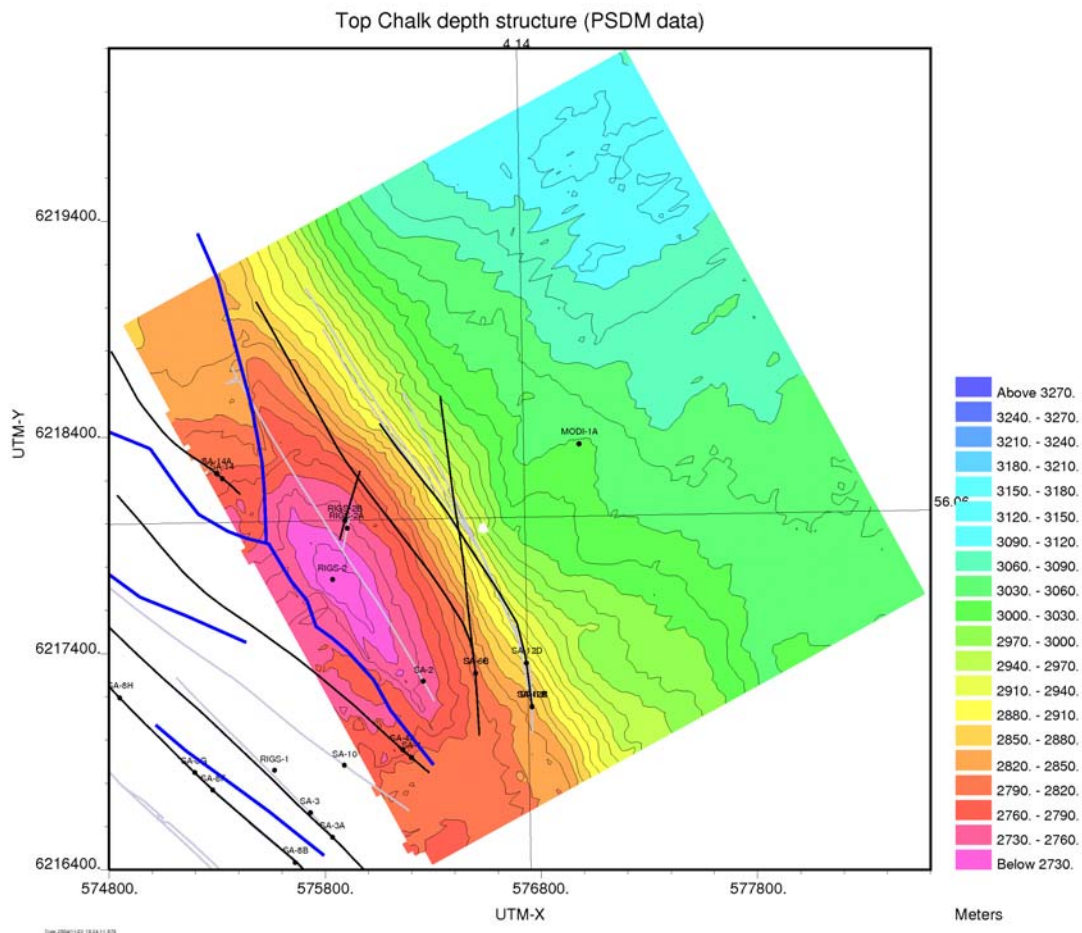 Top Chalk depth structure (PSDM data)
4.14
6219400.
6218400.
6217400.
6216400.
UTM-Y
56.06
MODI-1A
SA-14A
RIGS-2B
RIGS-2A
RIGS-2
SA-2
SA-6B
SA-12D
SA-8H
SA-10
RIGS-1
SA-3
SA-3A
SA-8B
574800.
575800.
576800.
577800.
UTM-X
Above 3270.
3240. - 3270.
3210. - 3240.
3180. - 3210.
3150. - 3180.
3120. - 3150.
3090. - 3120.
3060. - 3090.
3030. - 3060.
3000. - 3030.
2970. - 3000.
2940. - 2970.
2910. - 2940.
2880. - 2910.
2850. - 2880.
2820. - 2850.
2790. - 2820.
2760. - 2790.
2730. - 2760.
Below 2730.
Meters